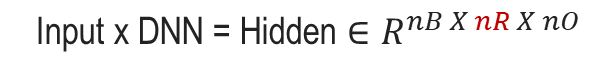 Input x DNN = Hidden ∈ R^{nB X nR X nO}